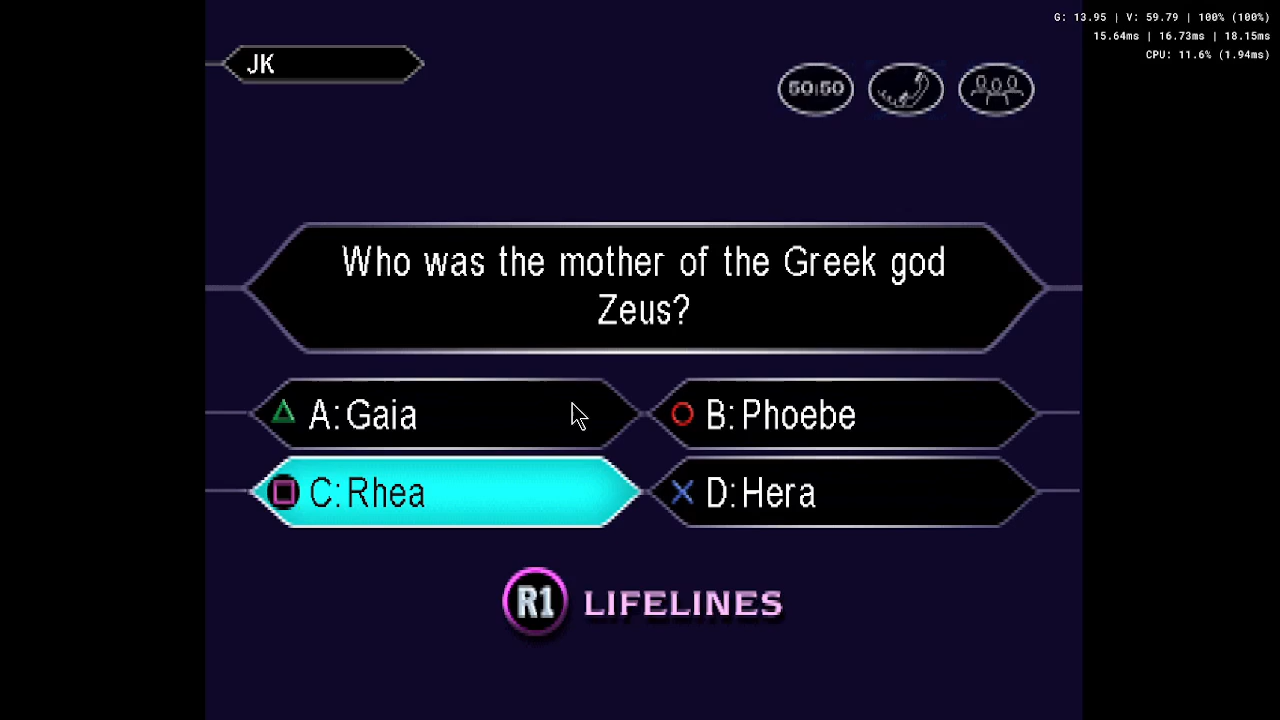 G: 13.95 | V: 59.79 | 100% (100%)
15.64ms | 16.73ms | 18.15ms
CPU: 11.6% (1.94ms)
JK
50:50
Who was the mother of the Greek god
Zeus?
A: Gaia
B: Phoebe
C: Rhea
D: Hera
R1 LIFELINES